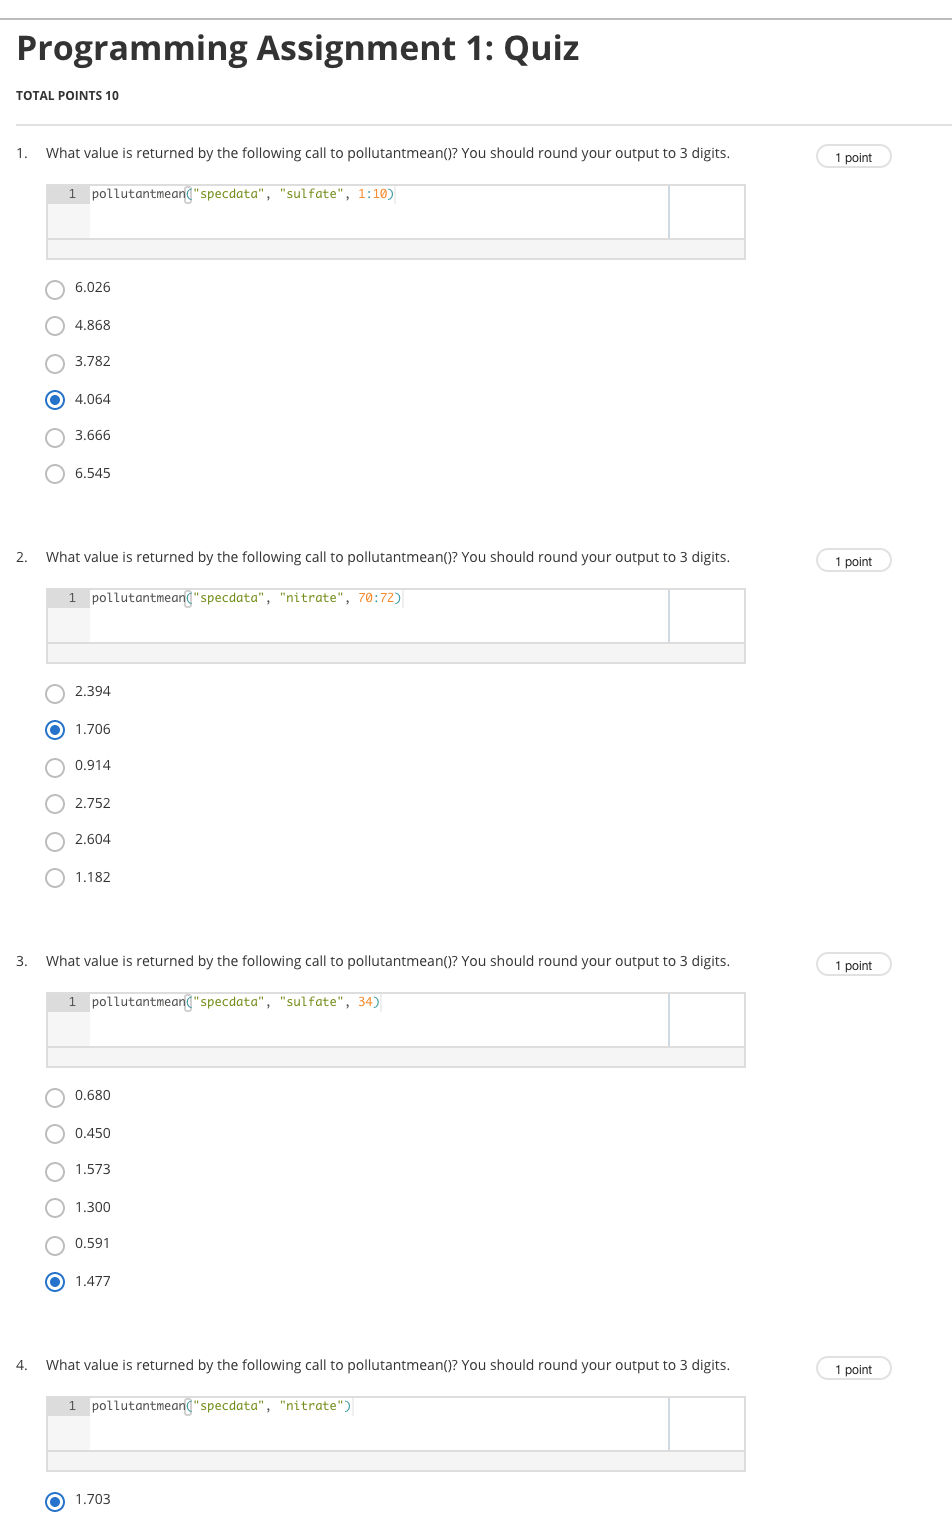 Programming Assignment 1: Quiz
TOTAL POINTS 10
1. What value is returned by the following call to pollutantmean()? You should round your output to 3 digits. 1 point
1 pollutantmean("specdata", "sulfate", 1:10)
6.026
4.868
3.782
4.064
3.666
6.545
2. What value is returned by the following call to pollutantmean()? You should round your output to 3 digits. 1 point
1 pollutantmean("specdata", "nitrate", 70:72)
2.394
1.706
0.914
2.752
2.604
1.182
3. What value is returned by the following call to pollutantmean()? You should round your output to 3 digits. 1 point
1 pollutantmean("specdata", "sulfate", 34)
0.680
0.450
1.573
1.300
0.591
1.477
4. What value is returned by the following call to pollutantmean()? You should round your output to 3 digits. 1 point
1 pollutantmean("specdata", "nitrate")
1.703